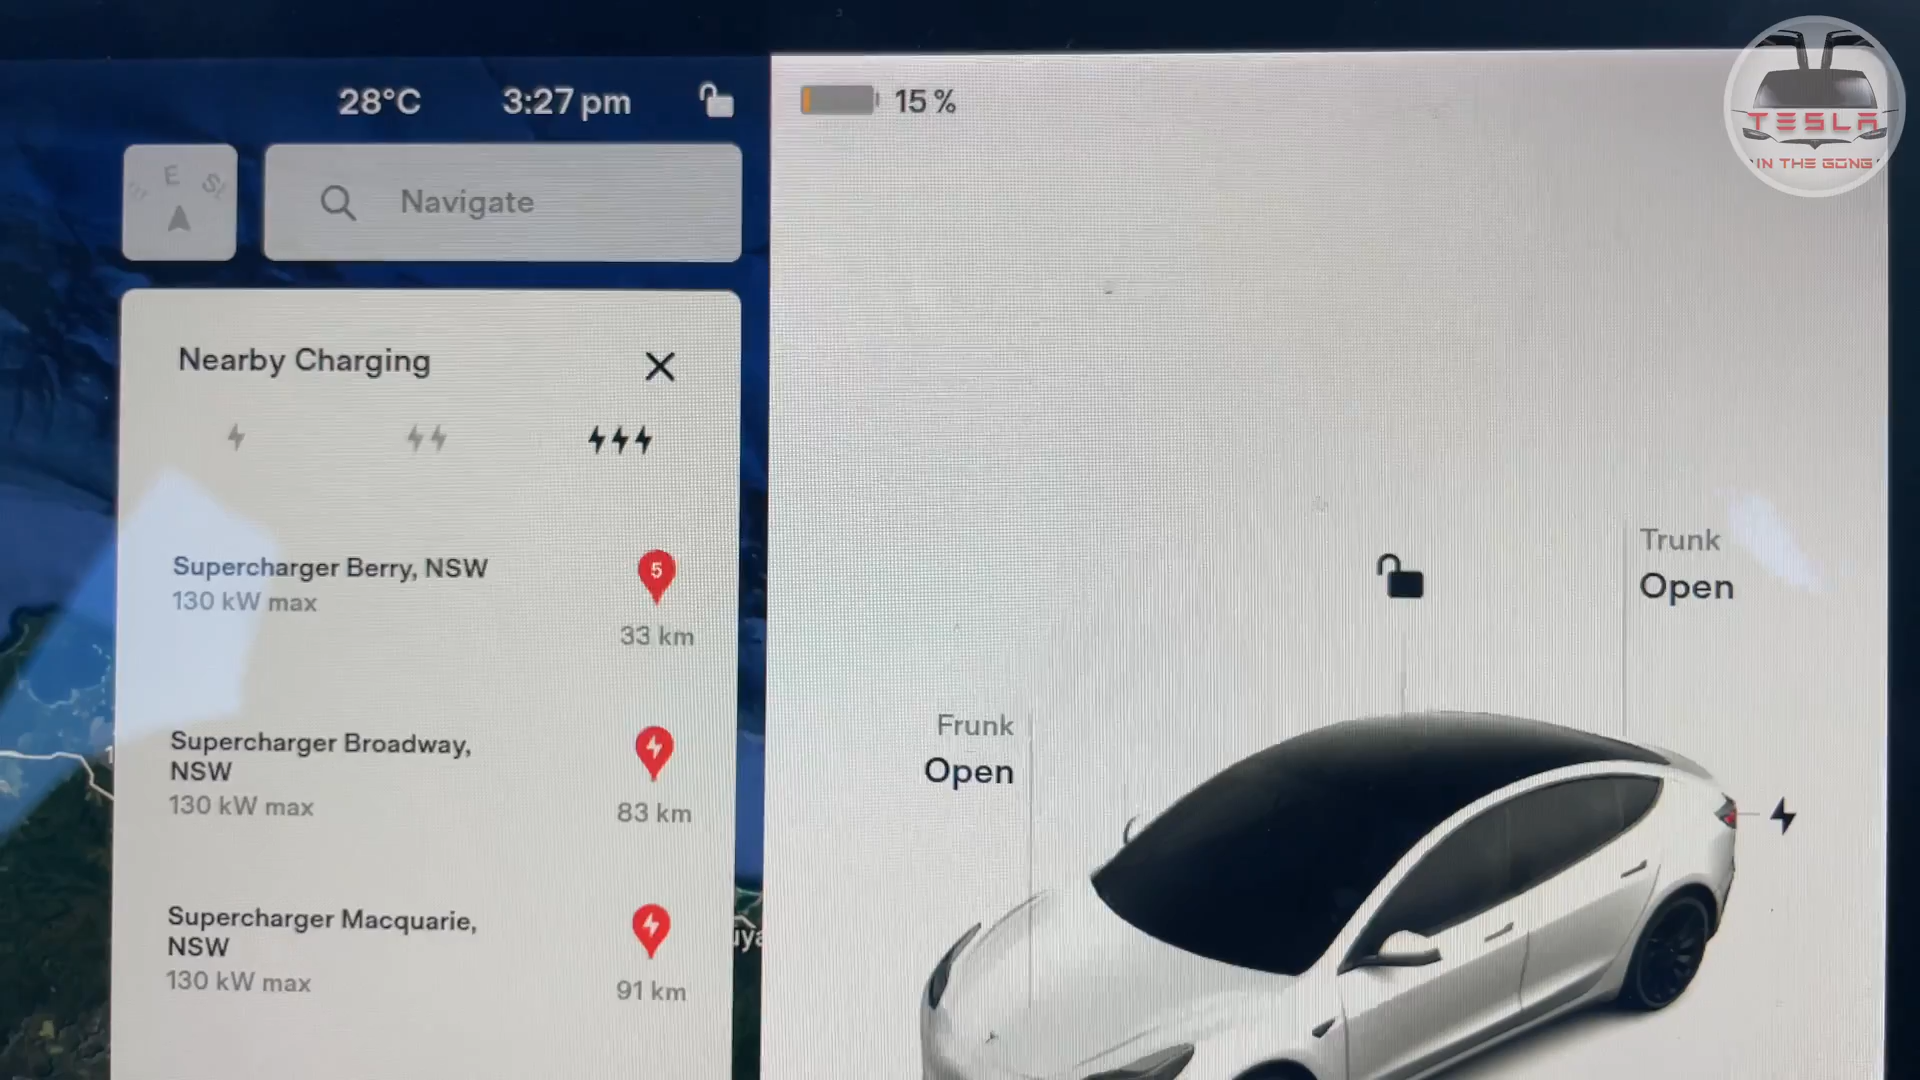 28°C
3:27 pm
15 %
TESLA
IN THE GONG
E
Navigate
Nearby Charging
Supercharger Berry, NSW
130 kW max
5
33 km
Supercharger Broadway,
NSW
130 kW max
83 km
Supercharger Macquarie,
NSW
130 kW max
91 km
Trunk
Open
Frunk
Open